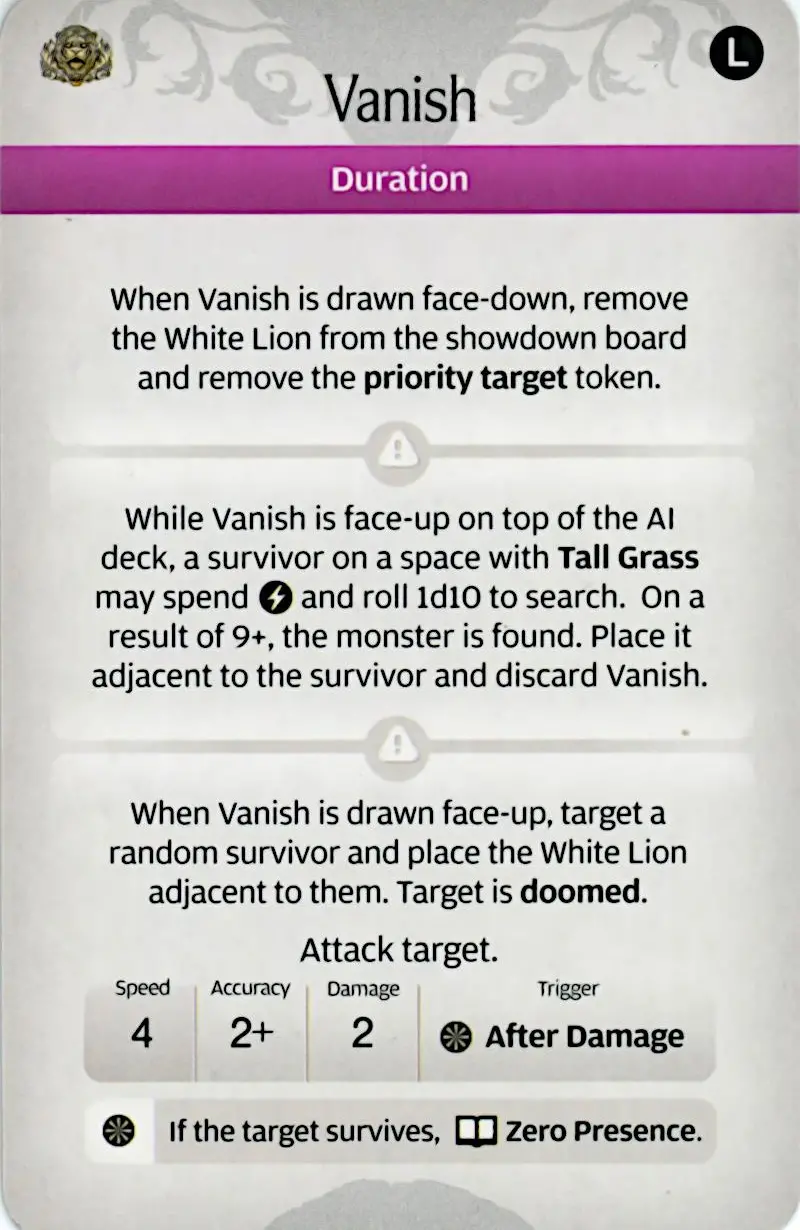 L
Vanish
Duration
When Vanish is drawn face-down, remove
the White Lion from the showdown board
and remove the priority target token.
While Vanish is face-up on top of the AI
deck, a survivor on a space with Tall Grass
may spend and roll 1d10 to search. On a
result of 9+, the monster is found. Place it
adjacent to the survivor and discard Vanish.
When Vanish is drawn face-up, target a
random survivor and place the White Lion
adjacent to them. Target is doomed.
Attack target.
Speed Accuracy Damage Trigger
4 2+ 2 After Damage
If the target survives, Zero Presence.